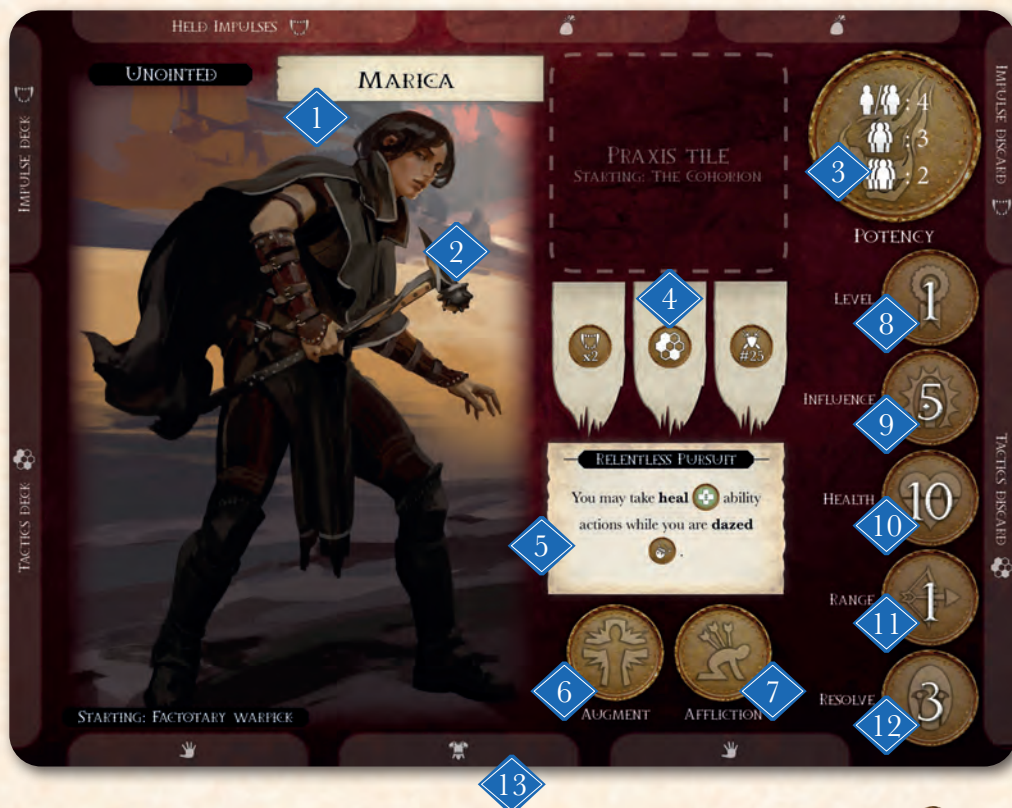 HELD IMPULSES
UNOINTED
MARICA
1
2
IMPULSE DECK
TACTICS DECK
STARTING: FACTOTARY WARPICK
PRAXIS TILE
STARTING: THE COHORION
: 4
: 3
: 2
3
POTENCY
4
x2
#25
RELENTLESS PURSUIT
You may take heal ability
actions while you are dazed
.
5
6
AUGMENT
7
AFFLICTION
LEVEL
1
8
INFLUENCE
5
9
HEALTH
10
10
RANGE
1
11
RESOLVE
3
12
IMPULSE DISCARD
TACTICS DISCARD
13